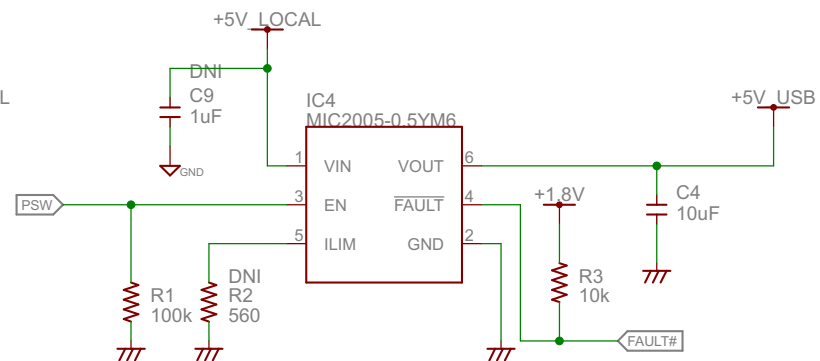 +5V_LOCAL
DNI
C9
1uF
GND
L
IC4
MIC2005-0.5YM6
1
VIN
VOUT
6
3
EN
FAULT
4
5
ILIM
GND
2
PSW
R1
100k
DNI
R2
560
+1.8V
R3
10k
FAULT#
+5V_USB
C4
10uF